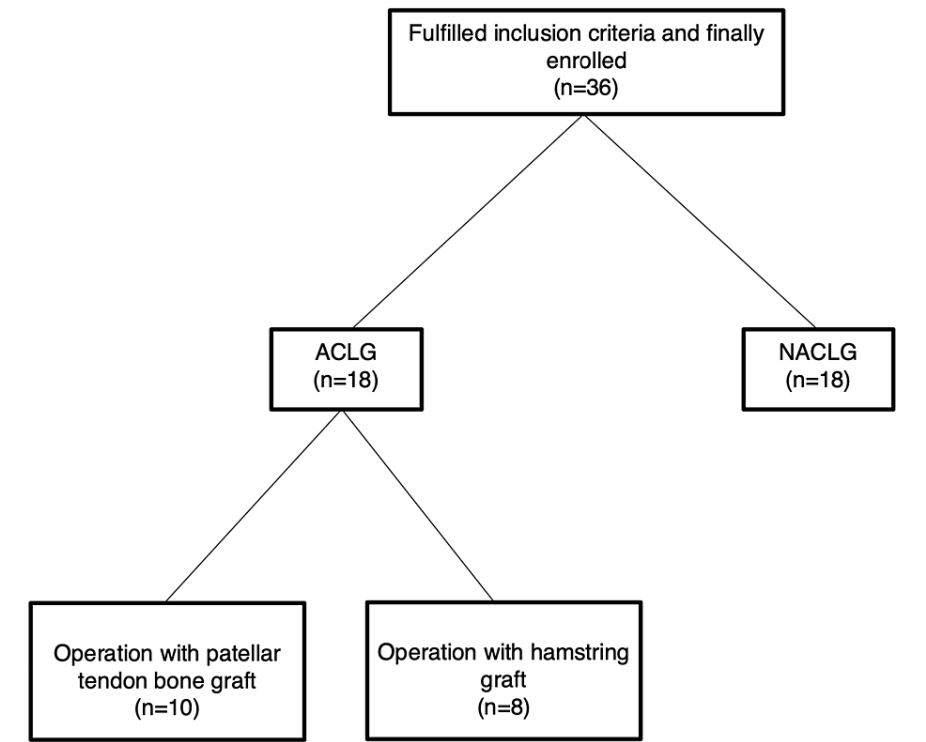 Fulfilled inclusion criteria and finally
enrolled
(n=36)
ACLG
(n=18)
NACLG
(n=18)
Operation with patellar
tendon bone graft
(n=10)
Operation with hamstring
graft
(n=8)